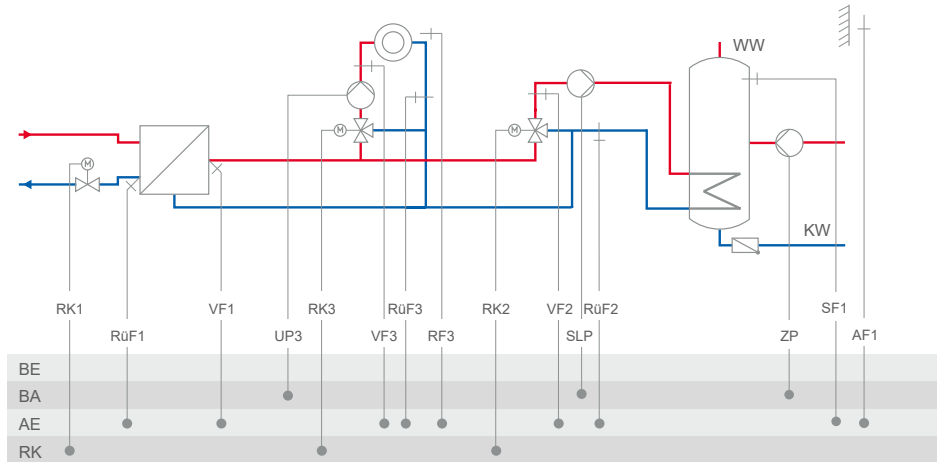 WW
M
M
M
KW
RK1
VF1
RK3
RüF3
RK2
VF2
RüF2
SF1
RüF1
UP3
VF3
RF3
SLP
ZP
AF1
BE
BA
AE
RK